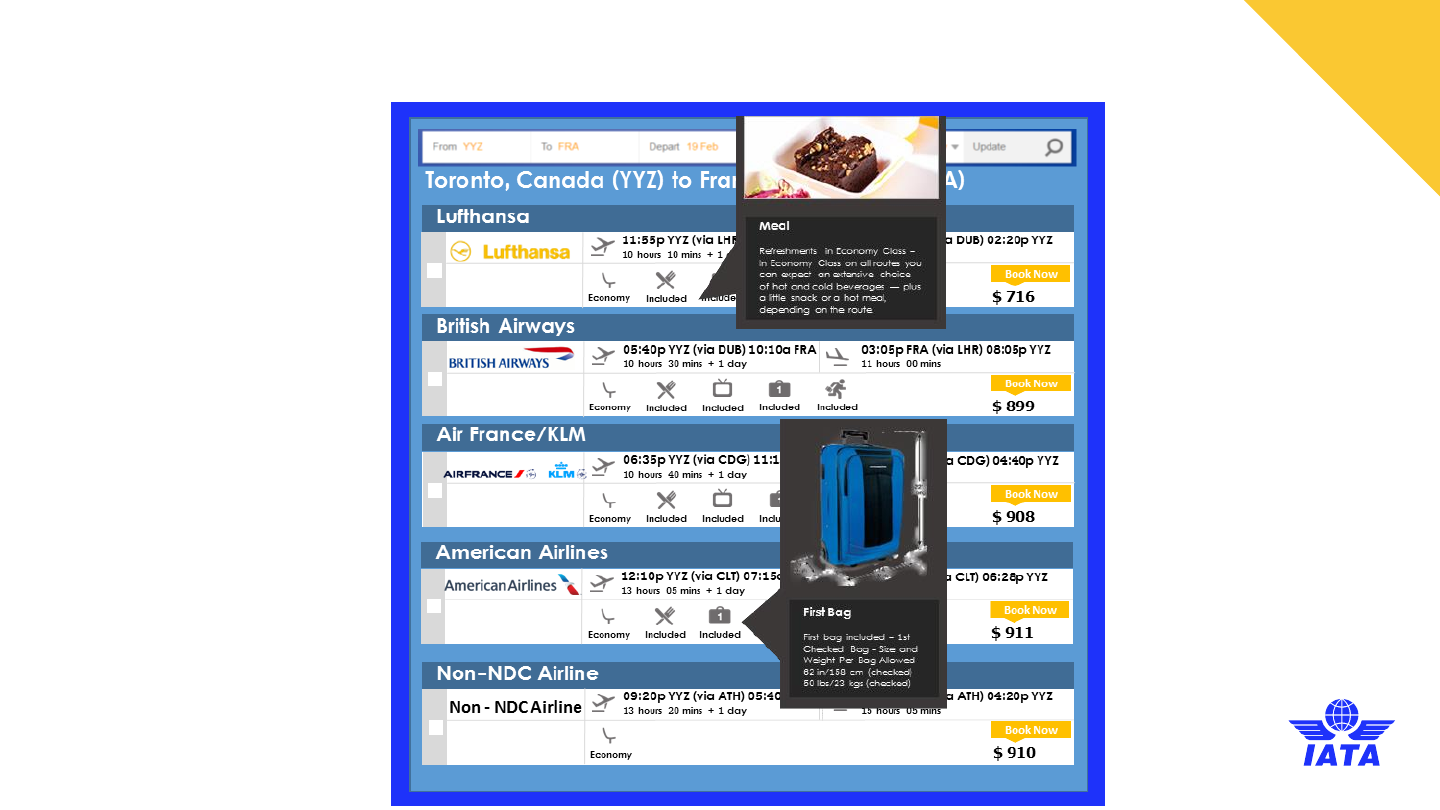 From YYZ
To FRA
Depart 19 Feb
Update
Toronto, Canada (YYZ) to Fran A)
Lufthansa
Lufthansa
11:55p YYZ (via LHR
a DUB) 02:20p YYZ
10 hours 10 mins + 1
Economy
Included
Include
Book Now
$ 716
Meal
Refreshments in Economy Class –
In Economy Class on all routes you
can expect an extensive choice
of hot and cold beverages — plus
a little snack or a hot meal,
depending on the route.
British Airways
BRITISH AIRWAYS
05:40p YYZ (via DUB) 10:10a FRA
03:05p FRA (via LHR) 08:05p YYZ
10 hours 30 mins + 1 day
11 hours 00 mins
1
Economy
Included
Included
Included
Included
Book Now
$ 899
Air France/KLM
AIRFRANCE
KLM
06:35p YYZ (via CDG) 11:1
a CDG) 04:40p YYZ
10 hours 40 mins + 1 day
Economy
Included
Included
Inclu
Book Now
$ 908
American Airlines
American Airlines
12:10p YYZ (via CLT) 07:15a
a CLT) 06:28p YYZ
13 hours 05 mins + 1 day
1
Economy
Included
Included
Book Now
$ 911
First Bag
First bag included – 1st
Checked Bag - Size and
Weight Per Bag Allowed
62 in/158 cm (checked)
50 lbs/23 kgs (checked)
Non-NDC Airline
Non - NDC Airline
09:20p YYZ (via ATH) 05:40
a ATH) 04:20p YYZ
13 hours 20 mins + 1 day
15 hours 05 mins
Economy
Book Now
$ 910
IATA